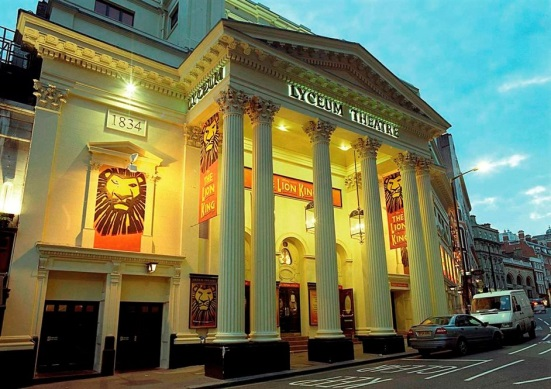 LYCEUM
LYCEUM THEATRE
1834
THE
LION
KING
THE LION KING
THE
LION
KING